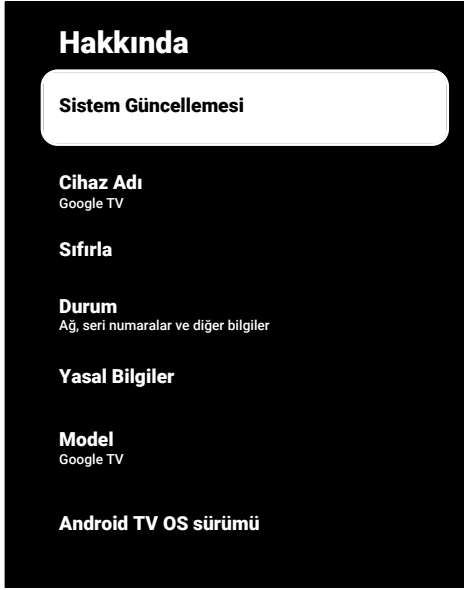 Hakkında
Sistem Güncellemesi
Cihaz Adı
Google TV
Sıfırla
Durum
Ağ, seri numaralar ve diğer bilgiler
Yasal Bilgiler
Model
Google TV
Android TV OS sürümü